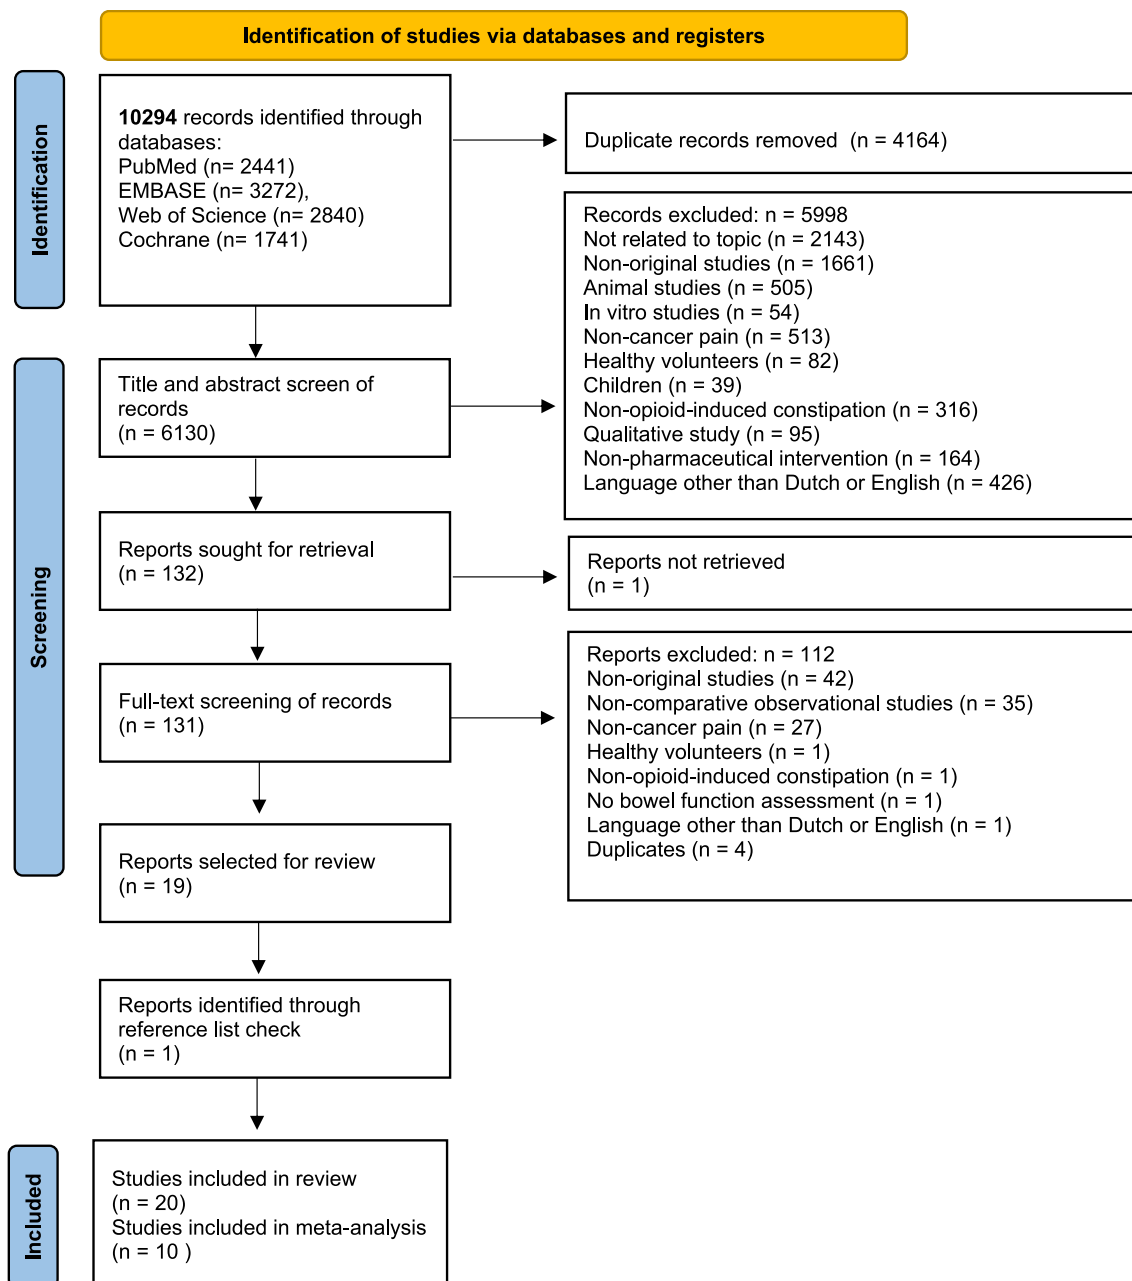 Identification of studies via databases and registers
Identification
10294 records identified through
databases:
PubMed (n= 2441)
EMBASE (n= 3272),
Web of Science (n= 2840)
Cochrane (n= 1741)
Duplicate records removed  (n = 4164)
Records excluded: n = 5998
Not related to topic (n = 2143)
Non-original studies (n = 1661)
Animal studies (n = 505)
In vitro studies (n = 54)
Non-cancer pain (n = 513)
Healthy volunteers (n = 82)
Children (n = 39)
Non-opioid-induced constipation (n = 316)
Qualitative study (n = 95)
Non-pharmaceutical intervention (n = 164)
Language other than Dutch or English (n = 426)
Screening
Title and abstract screen of
records
(n = 6130)
Reports sought for retrieval
(n = 132)
Reports not retrieved
(n = 1)
Full-text screening of records
(n = 131)
Reports excluded: n = 112
Non-original studies (n = 42)
Non-comparative observational studies (n = 35)
Non-cancer pain (n = 27)
Healthy volunteers (n = 1)
Non-opioid-induced constipation (n = 1)
No bowel function assessment (n = 1)
Language other than Dutch or English (n = 1)
Duplicates (n = 4)
Reports selected for review
(n = 19)
Reports identified through
reference list check
(n = 1)
Included
Studies included in review
(n = 20)
Studies included in meta-analysis
(n = 10 )